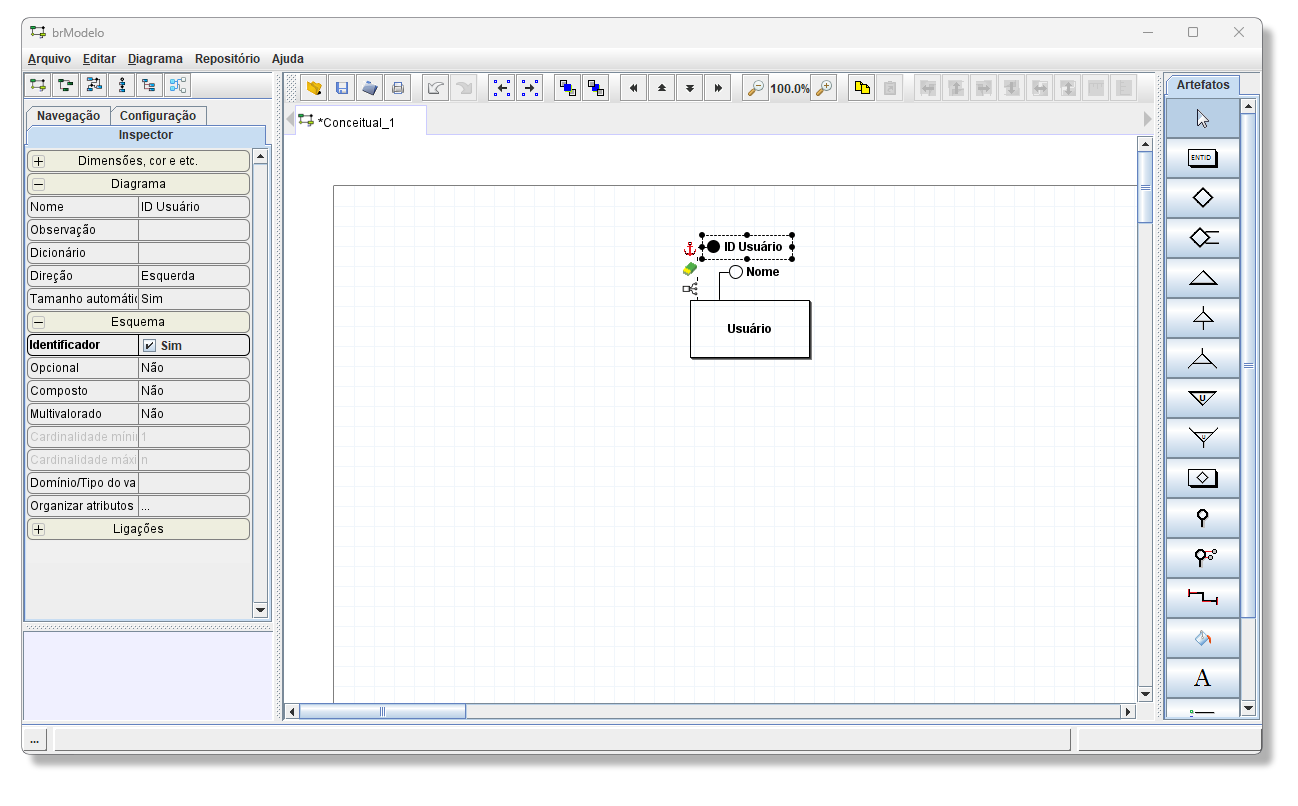 brModelo
Arquivo Editar Diagrama Repositório Ajuda
100.0%
Artefatos
Navegação Configuração
Inspector
*Conceitual_1
Dimensões, cor e etc.
Diagrama
Nome ID Usuário
Observação
Dicionário
Direção Esquerda
Tamanho automátic Sim
Esquema
Identificador Sim
Opcional Não
Composto Não
Multivalorado Não
Cardinalidade míni 1
Cardinalidade máxi n
Domínio/Tipo do va
Organizar atributos ...
Ligações
ID Usuário
Nome
Usuário
ENTID
U
U
A
...